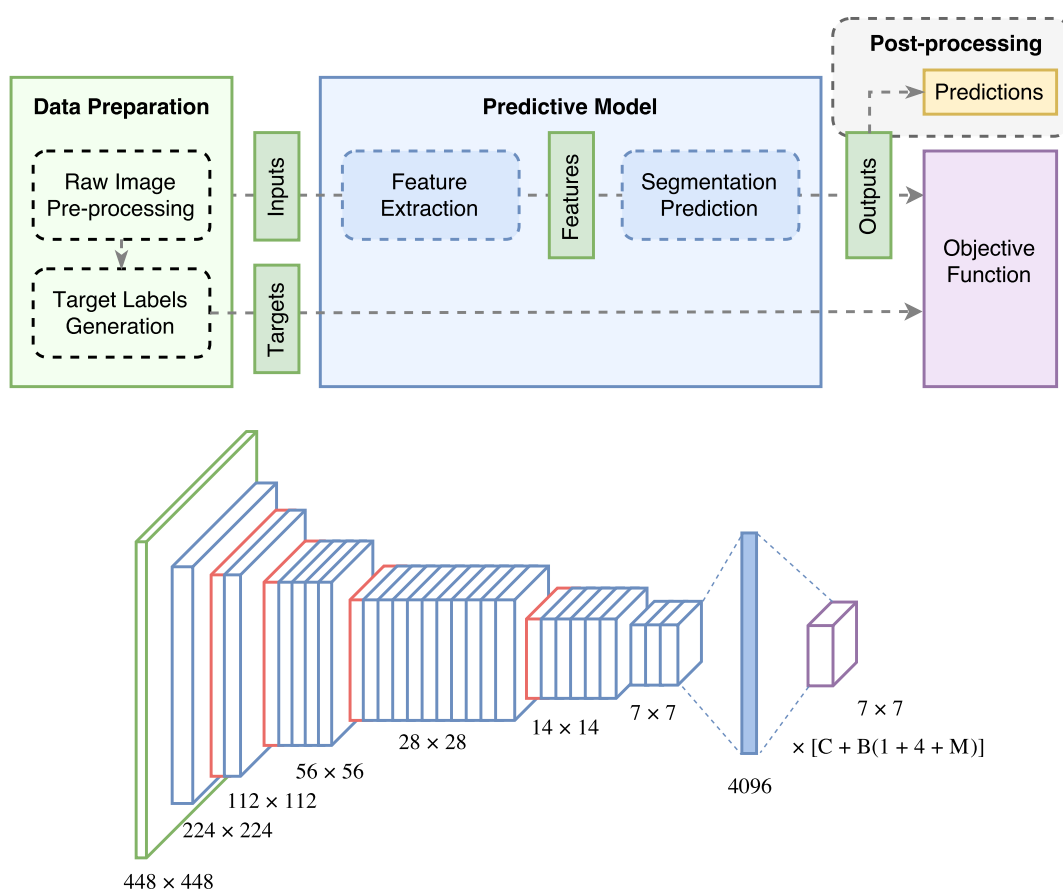 Post-processing
Predictions
Data Preparation
Predictive Model
Raw Image
Pre-processing
Inputs
Feature
Extraction
Features
Segmentation
Prediction
Outputs
Objective
Function
Target Labels
Generation
Targets
448 × 448
224 × 224
112 × 112
56 × 56
28 × 28
14 × 14
7 × 7
4096
7 × 7
× [C + B(1 + 4 + M)]